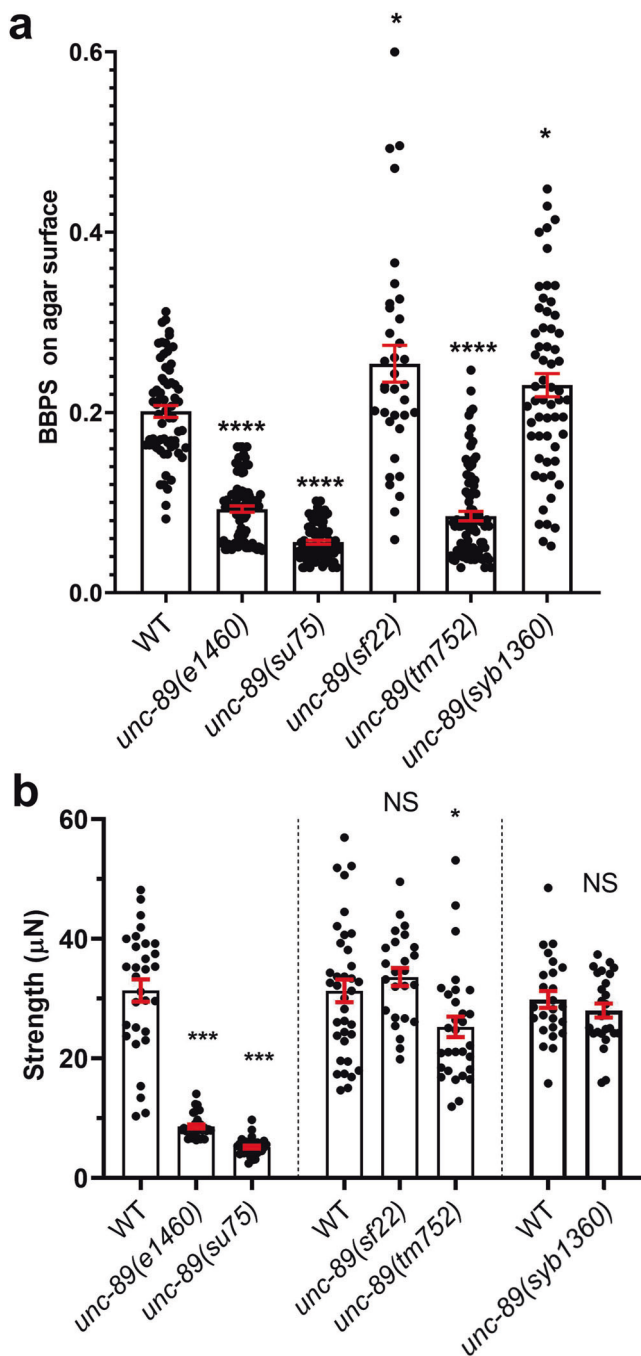 a
*
0.6
*
BBPS on agar surface
0.4
****
****
****
0.2
0.0
WT
unc-89(e1460)
unc-89(su75)
unc-89(sf22)
unc-89(tm752)
unc-89(syb1360)
b
60
NS
*
NS
Strength (μN)
40
***
***
20
0
WT
unc-89(e1460)
unc-89(su75)
WT
unc-89(sf22)
unc-89(tm752)
WT
unc-89(syb1360)